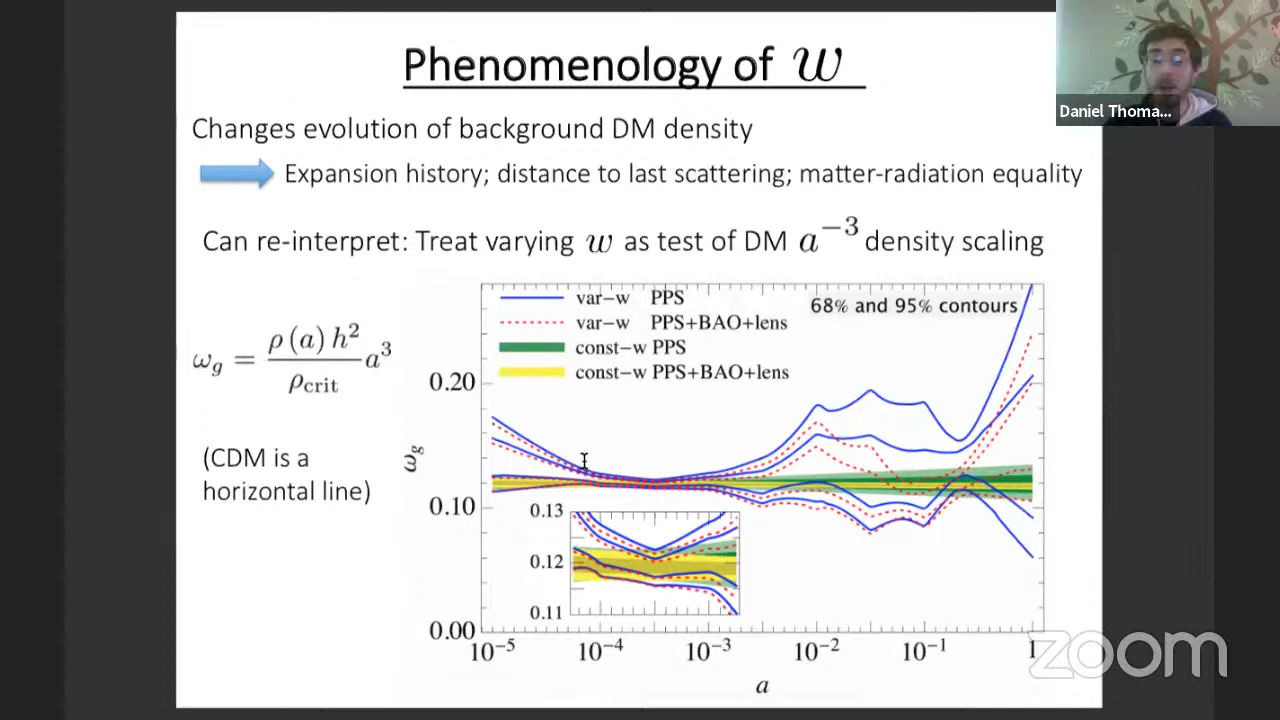 Phenomenology of w
Daniel Thoma...
Changes evolution of background DM density
Expansion history; distance to last scattering; matter-radiation equality
Can re-interpret: Treat varying w as test of DM a⁻³ density scaling
var−w PPS
68% and 95% contours
var−w PPS+BAO+lens
const−w PPS
const−w PPS+BAO+lens
ω_g = ρ(a) h² / ρ_crit a³
(CDM is a
horizontal line)
ω_g
0.20
0.10
0.00
0.13
0.12
0.11
10⁻⁵ 10⁻⁴ 10⁻³ 10⁻² 10⁻¹ 1
a
zoom